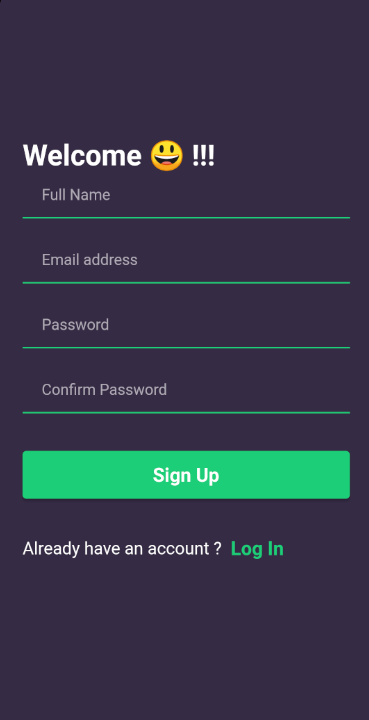 Welcome 😃 !!!
Full Name
Email address
Password
Confirm Password
Sign Up
Already have an account ? Log In